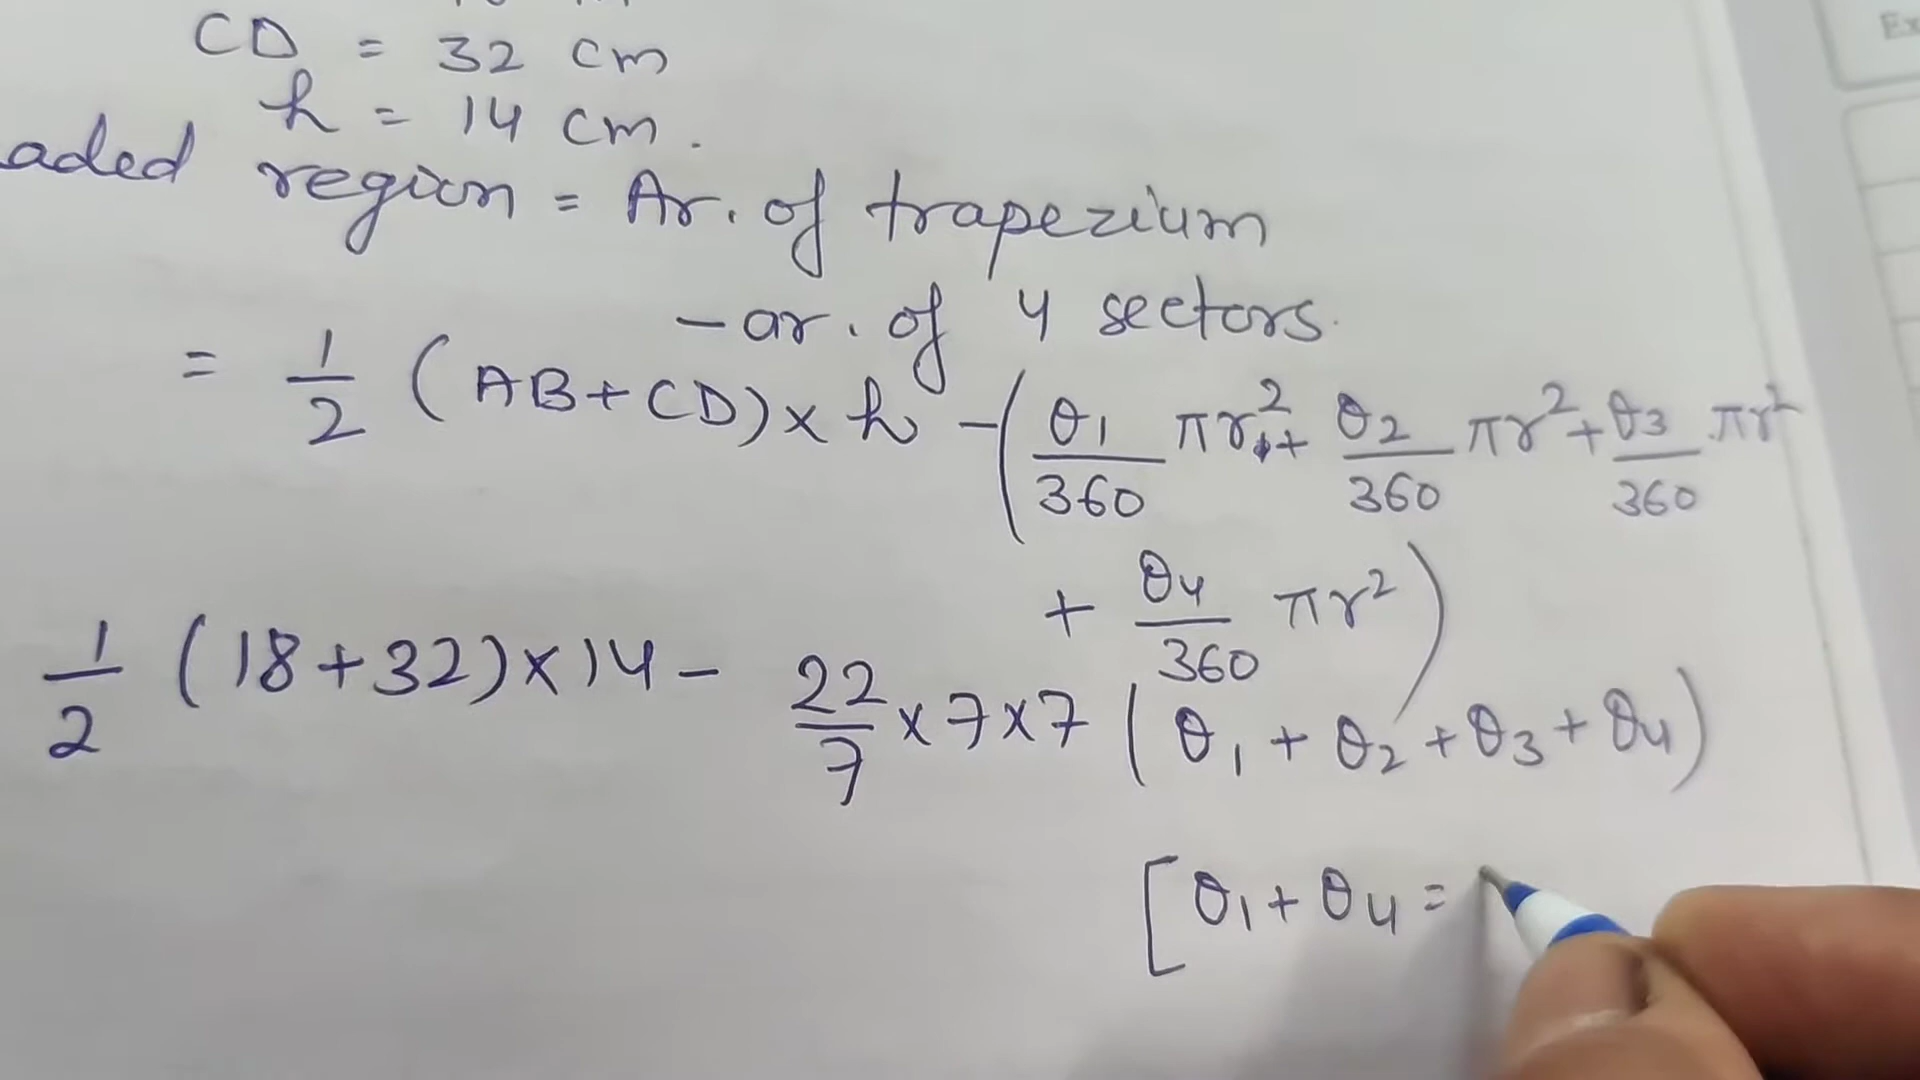 CD = 32 cm
h = 14 cm.
aded region = Ar. of trapezium
- ar. of 4 sectors.
= 1/2 (AB+CD) × h - (θ1/360 πr1² + θ2/360 πr² + θ3/360 πr²
+ θ4/360 πr²)
1/2 (18+32) × 14 - 22/7 × 7 × 7 (θ1 + θ2 + θ3 + θ4)
[θ1 + θ4 =
Ex